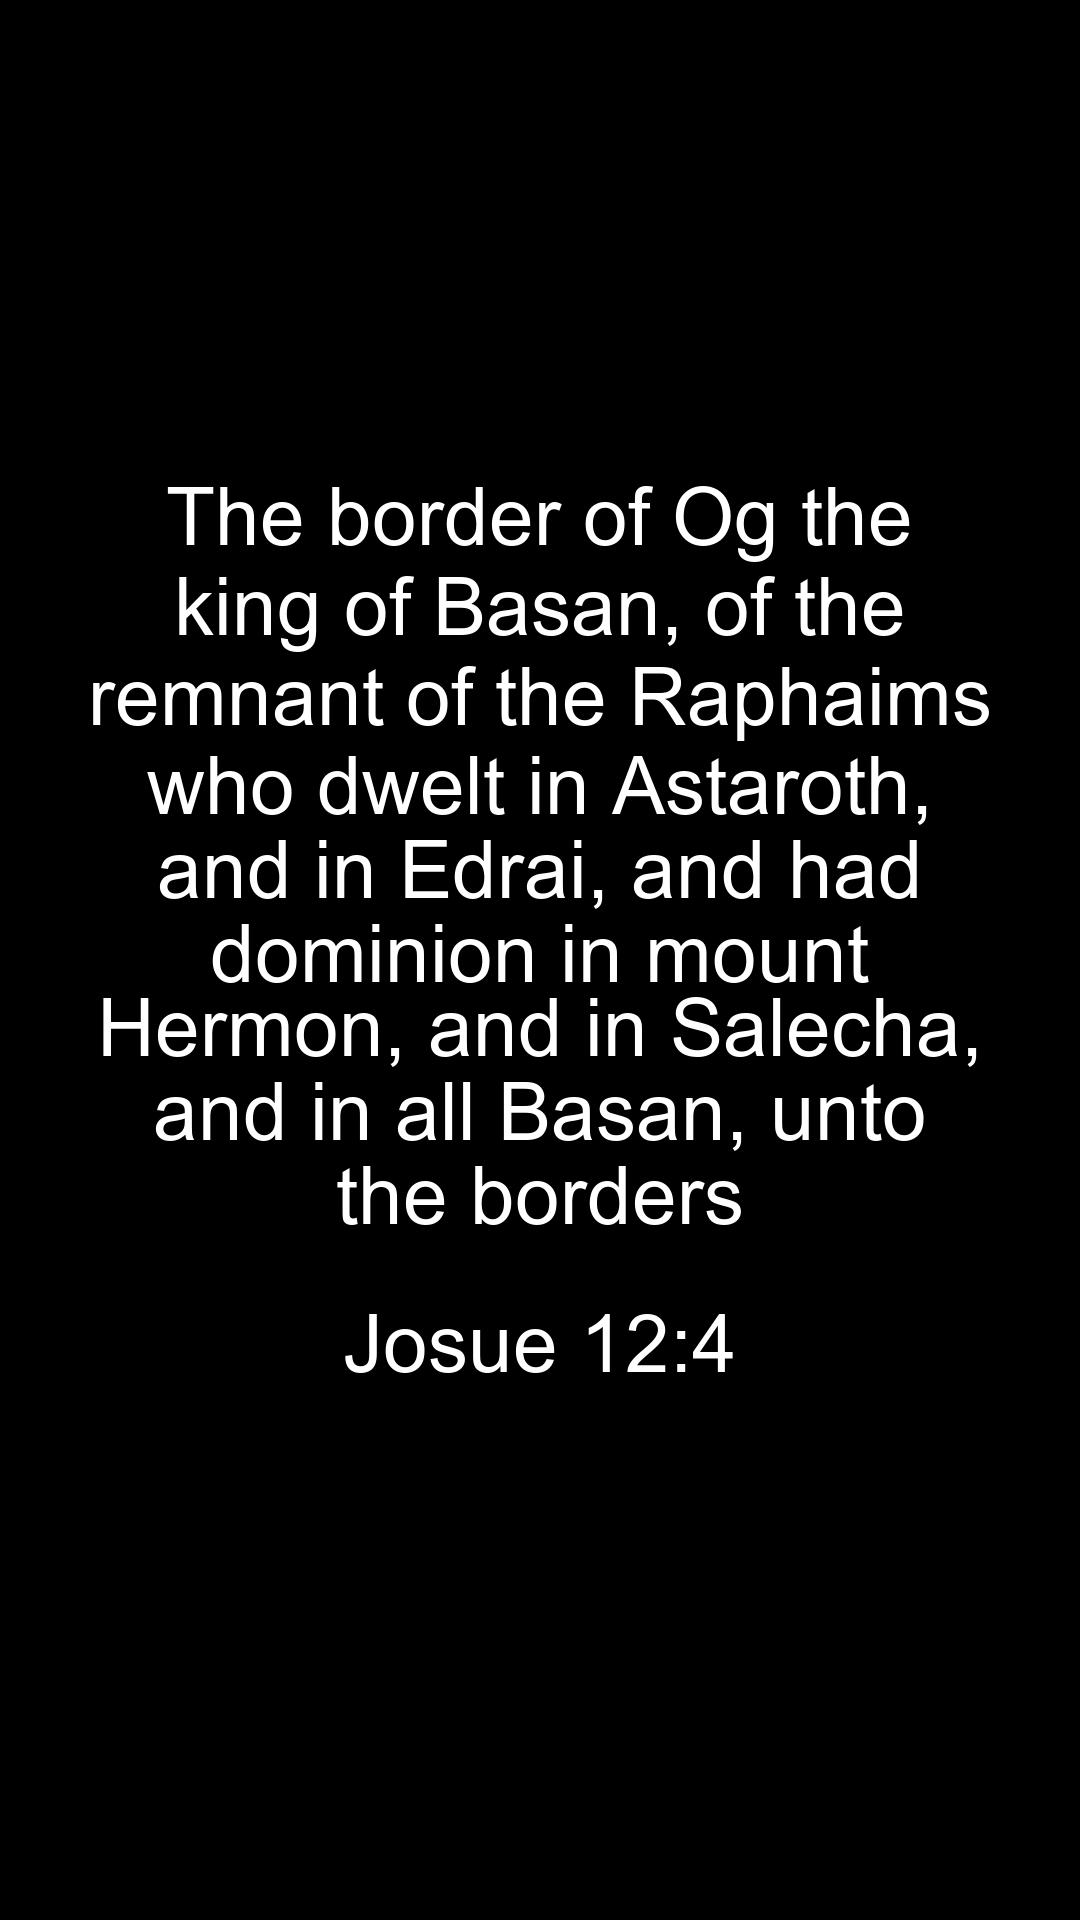 The border of Og the
king of Basan, of the
remnant of the Raphaims
who dwelt in Astaroth,
and in Edrai, and had
dominion in mount
Hermon, and in Salecha,
and in all Basan, unto
the borders
Josue 12:4